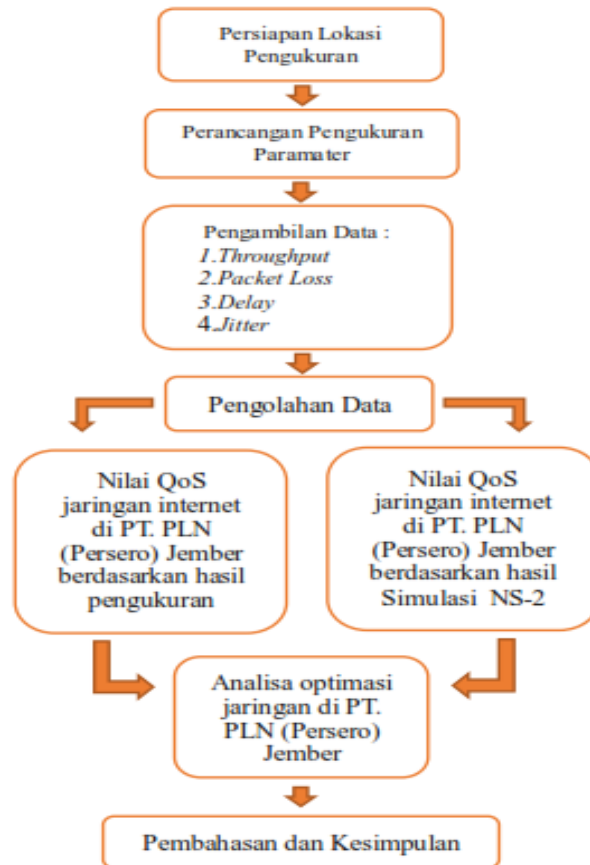 Persiapan Lokasi
Pengukuran
Perancangan Pengukuran
Paramater
Pengambilan Data :
1.Throughput
2.Packet Loss
3.Delay
4.Jitter
Pengolahan Data
Nilai QoS
jaringan internet
di PT. PLN
(Persero) Jember
berdasarkan hasil
pengukuran
Nilai QoS
jaringan internet
di PT. PLN
(Persero) Jember
berdasarkan hasil
Simulasi NS-2
Analisa optimasi
jaringan di PT.
PLN (Persero)
Jember
Pembahasan dan Kesimpulan